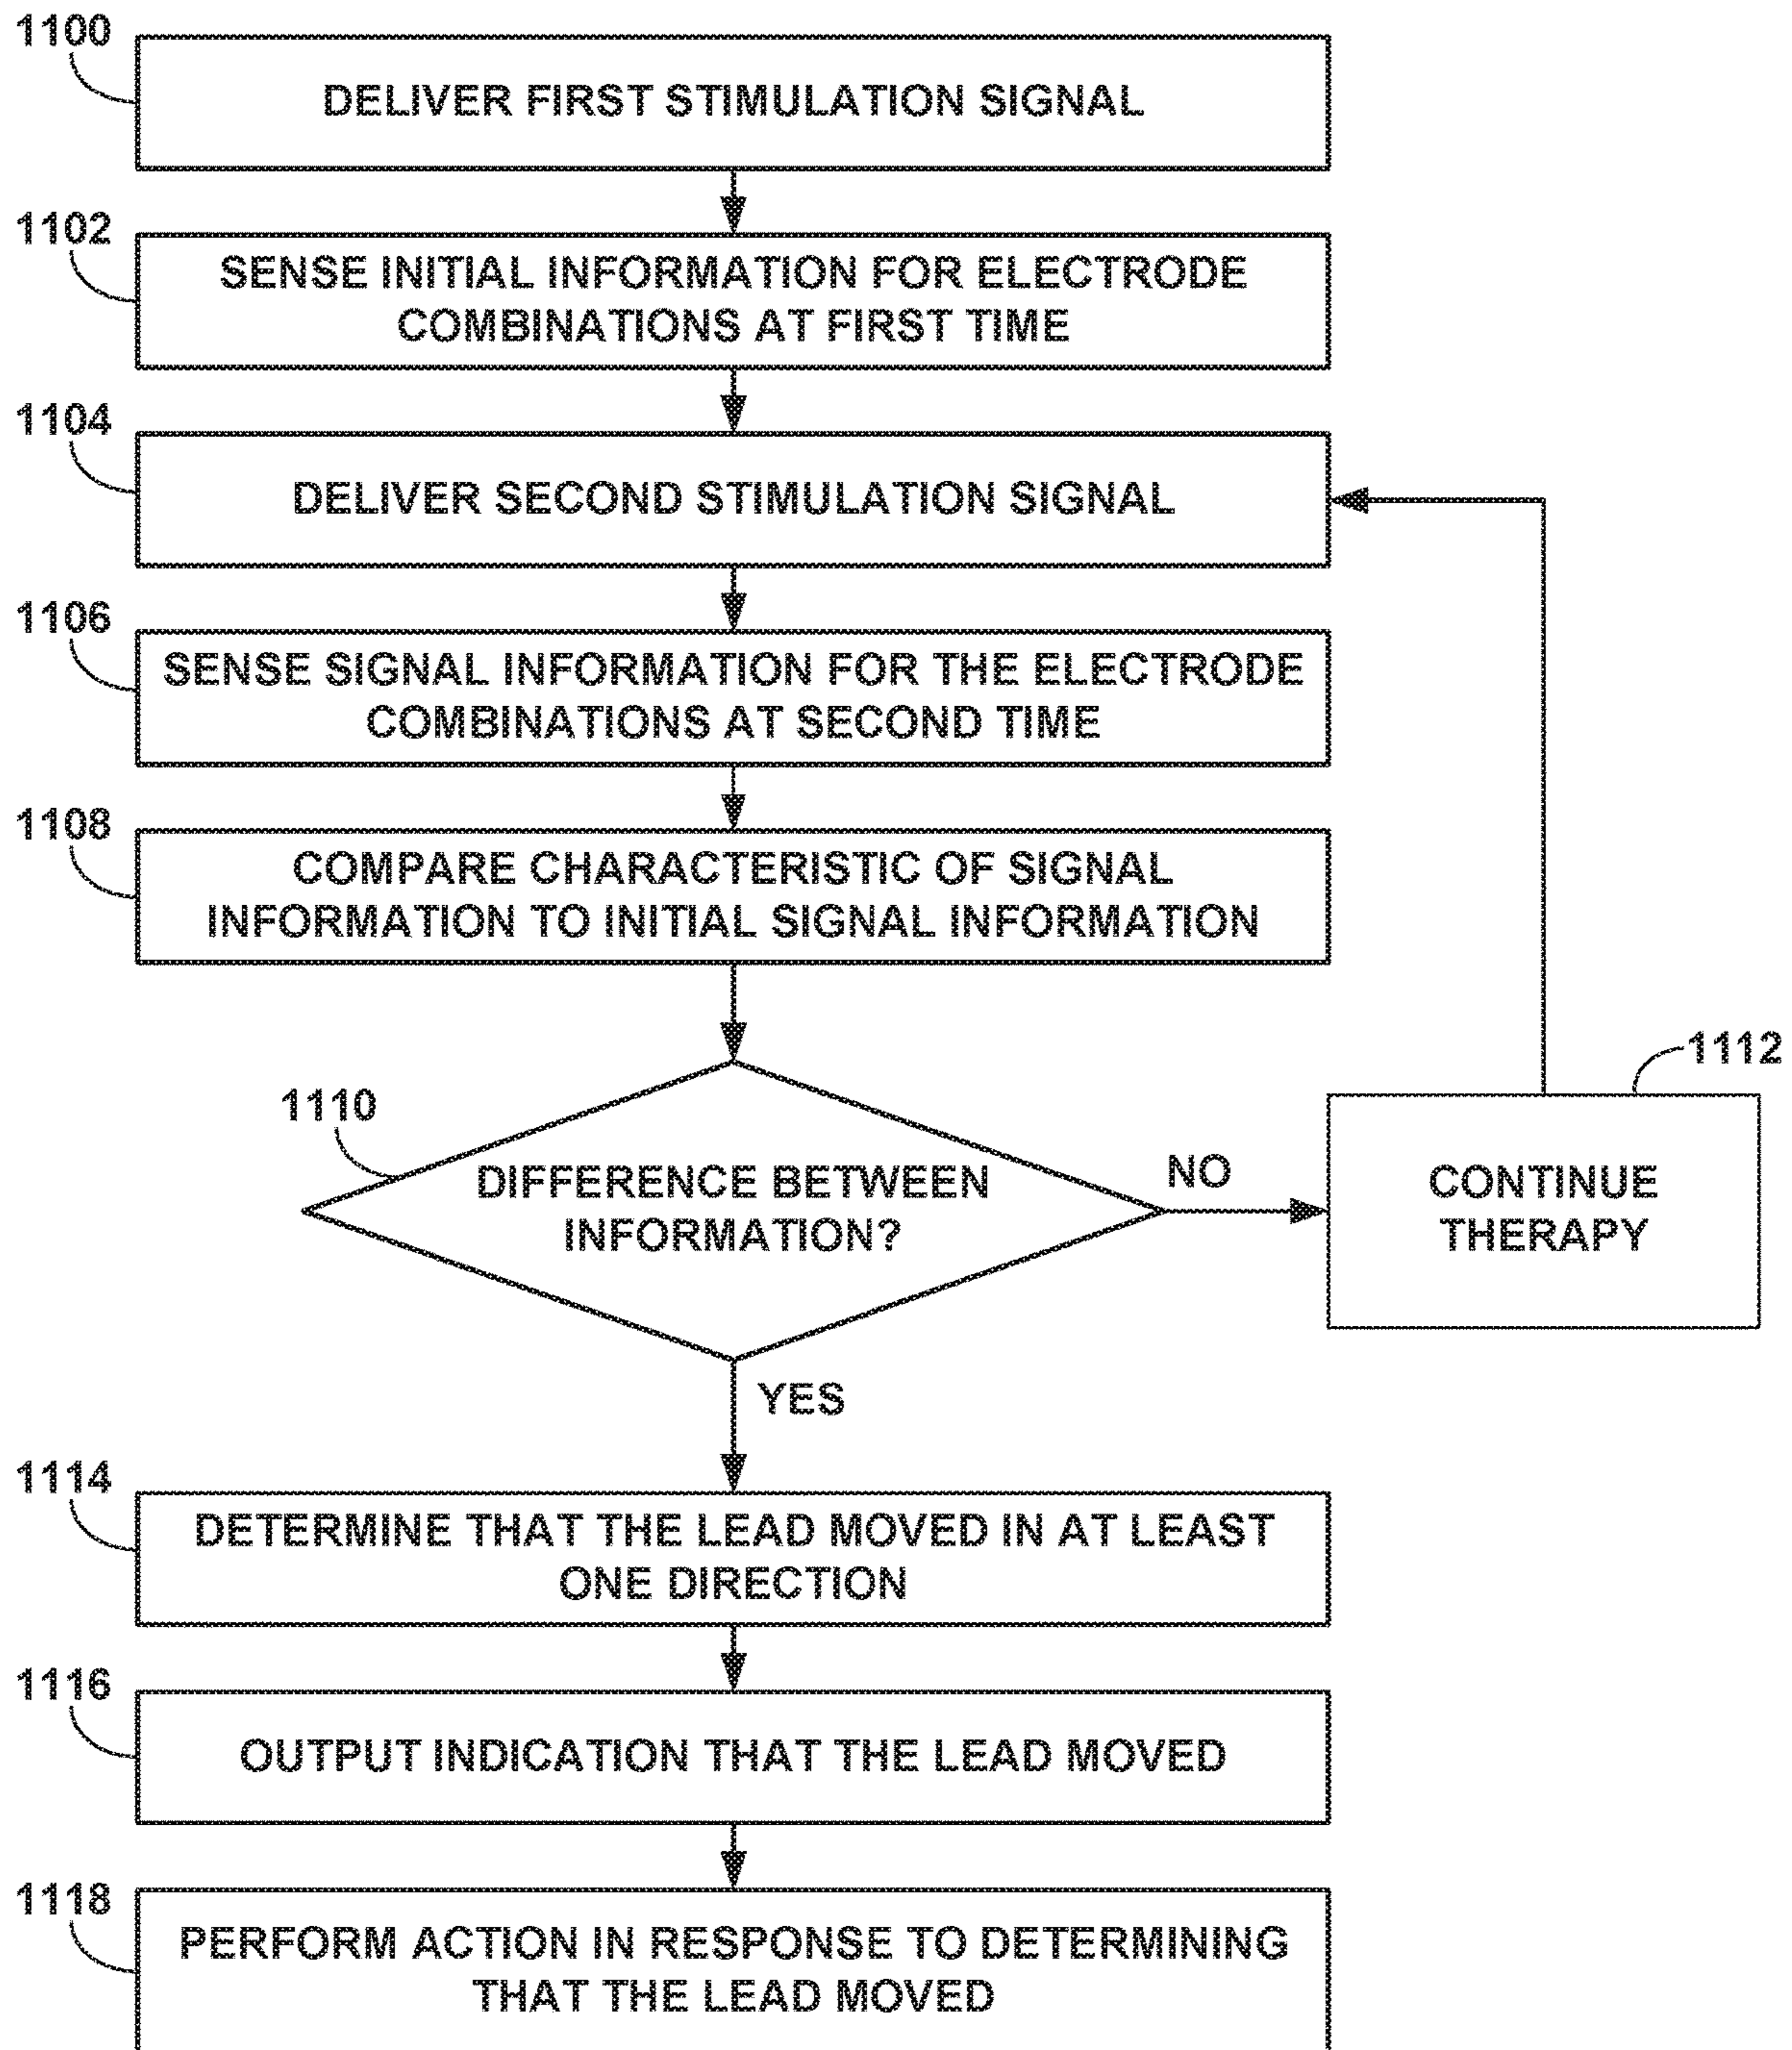 1100
DELIVER FIRST STIMULATION SIGNAL
1102
SENSE INITIAL INFORMATION FOR ELECTRODE
COMBINATIONS AT FIRST TIME
1104
DELIVER SECOND STIMULATION SIGNAL
1106
SENSE SIGNAL INFORMATION FOR THE ELECTRODE
COMBINATIONS AT SECOND TIME
1108
COMPARE CHARACTERISTIC OF SIGNAL
INFORMATION TO INITIAL SIGNAL INFORMATION
1110
DIFFERENCE BETWEEN
INFORMATION?
NO
1112
CONTINUE
THERAPY
YES
1114
DETERMINE THAT THE LEAD MOVED IN AT LEAST
ONE DIRECTION
1116
OUTPUT INDICATION THAT THE LEAD MOVED
1118
PERFORM ACTION IN RESPONSE TO DETERMINING
THAT THE LEAD MOVED